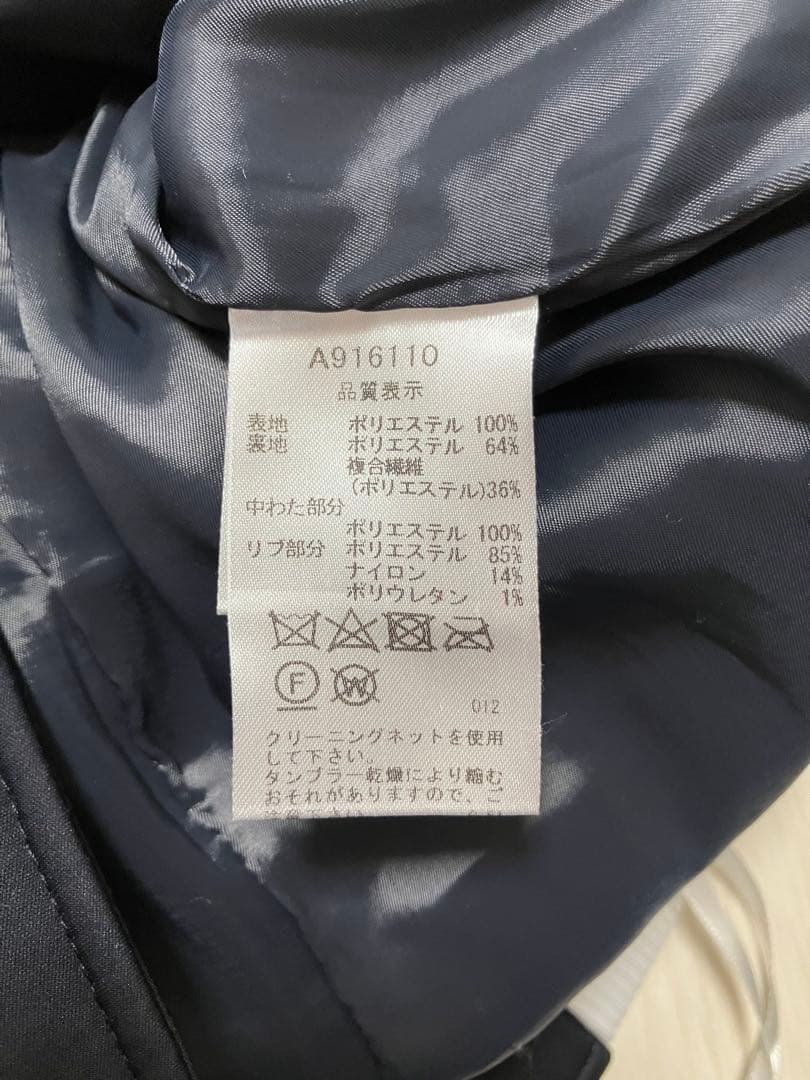 A916110
品質表示
表地 ポリエステル 100%
裏地 ポリエステル 64%
複合繊維
(ポリエステル)36%
中わた部分
ポリエステル 100%
リブ部分 ポリエステル 85%
ナイロン 14%
ポリウレタン 1%
F W
012
クリーニングネットを使用
して下さい。
タンブラー乾燥により縮む
おそれがありますので、ご